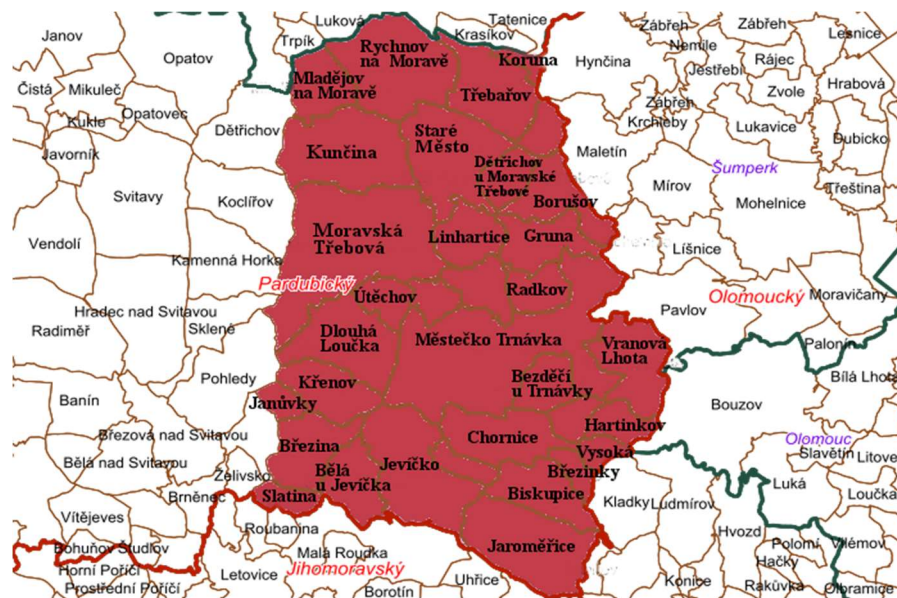 Luková
Tatenice
Janov
Trpík
Krasíkov
Zábřeh
Zábřeh
Lesnice
Opatov
Rychnov
na Moravě
Koruna
Hynčina
Nemile
Rájec
Jestřebí
Čistá
Mikuleč
Mladějov
na Moravě
Třebařov
Zvole
Hrabová
Opatovec
Zábřeh
Kukle
Dětřichov
Staré
Město
Krchleby
Lukavice
Dubicko
Javorník
Kunčina
Maletín
Dětřichov
u Moravské
Třebové
Šumperk
Svitavy
Koclířov
Borušov
Mírov
Mohelnice
Třeština
Vendolí
Moravská
Třebová
Linhartice
Gruna
Líšnice
Kamenná Horka
Pardubický
Útěchov
Radkov
Olomoucký
Moravičany
Hradec nad Svitavou
Pavlov
Radiměř
Sklené
Dlouhá
Loučka
Městečko Trnávka
Vranová
Lhota
Palonín
Pohledy
Křenov
Bezděčí
u Trnávky
Bílá Lhota
Banín
Janůvky
Bouzov
Březová nad Svitavou
Březina
Chornice
Hartinkov
Olomouc
Bělá nad Svitavou
Jevíčko
Vysoká
Slavětín
Litove
Želivsko
Bělá
u Jevíčka
Březinky
Luká
Brněnec
Slatina
Biskupice
Kladky
Ludmírov
Loučka
Vítějeves
Roubanina
Hvozd
Bohuňov
Študlov
Malá Roudka
Jaroměřice
Polomí
Vilémov
Horní Poříčí
Letovice
Jihomoravský
Uhřice
Konice
Hačky
Prostřední Poříčí
Borotín
Rakůvka
Olbramice